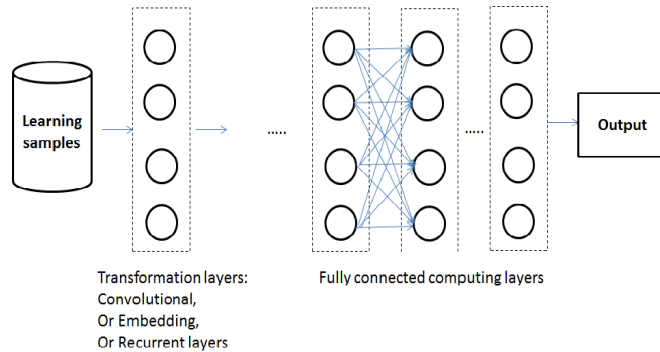 Learning
samples
.....
.....
Output
Transformation layers:
Convolutional,
Or Embedding,
Or Recurrent layers
Fully connected computing layers